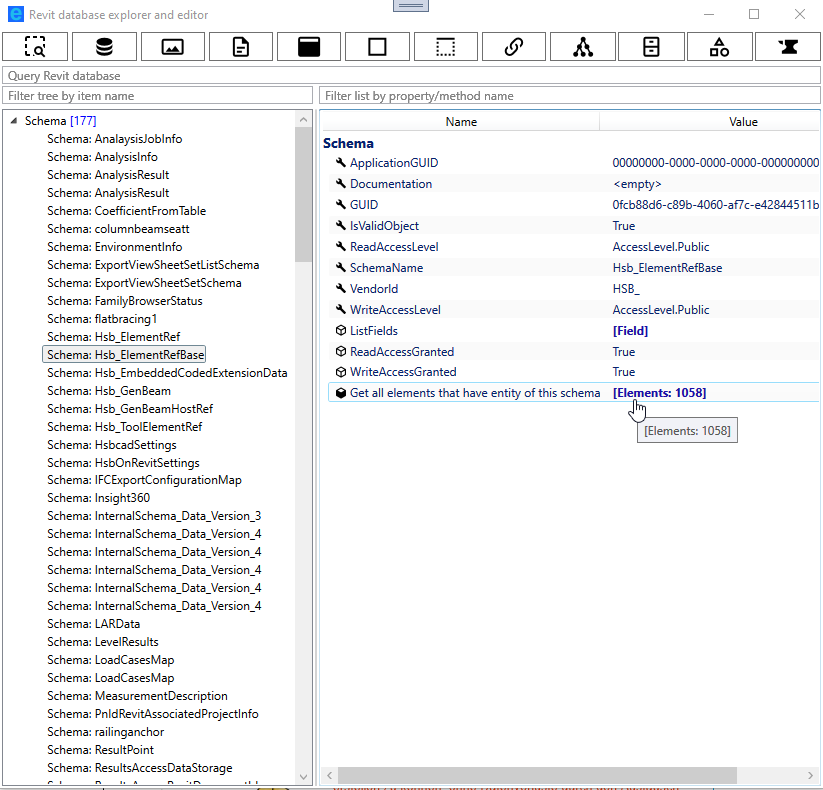 Revit database explorer and editor
Query Revit database
Filter tree by item name
Filter list by property/method name
Schema [177]
Schema: AnalaysisJobInfo
Schema: AnalysisInfo
Schema: AnalysisResult
Schema: AnalysisResult
Schema: CoefficientFromTable
Schema: columnbeamseatt
Schema: EnvironmentInfo
Schema: ExportViewSheetSetListSchema
Schema: ExportViewSheetSetSchema
Schema: FamilyBrowserStatus
Schema: flatbracing1
Schema: Hsb_ElementRef
Schema: Hsb_ElementRefBase
Schema: Hsb_EmbeddedCodedExtensionData
Schema: Hsb_GenBeam
Schema: Hsb_GenBeamHostRef
Schema: Hsb_ToolElementRef
Schema: HsbcadSettings
Schema: HsbOnRevitSettings
Schema: IFCExportConfigurationMap
Schema: Insight360
Schema: InternalSchema_Data_Version_3
Schema: InternalSchema_Data_Version_4
Schema: InternalSchema_Data_Version_4
Schema: InternalSchema_Data_Version_4
Schema: InternalSchema_Data_Version_4
Schema: InternalSchema_Data_Version_4
Schema: LARData
Schema: LevelResults
Schema: LoadCasesMap
Schema: LoadCasesMap
Schema: MeasurementDescription
Schema: PnIdRevitAssociatedProjectInfo
Schema: railinganchor
Schema: ResultPoint
Schema: ResultsAccessDataStorage
Name Value
Schema
ApplicationGUID 00000000-0000-0000-0000-000000000
Documentation <empty>
GUID 0fcb88d6-c89b-4060-af7c-e42844511b
IsValidObject True
ReadAccessLevel AccessLevel.Public
SchemaName Hsb_ElementRefBase
VendorId HSB_
WriteAccessLevel AccessLevel.Public
ListFields [Field]
ReadAccessGranted True
WriteAccessGranted True
Get all elements that have entity of this schema [Elements: 1058]
[Elements: 1058]